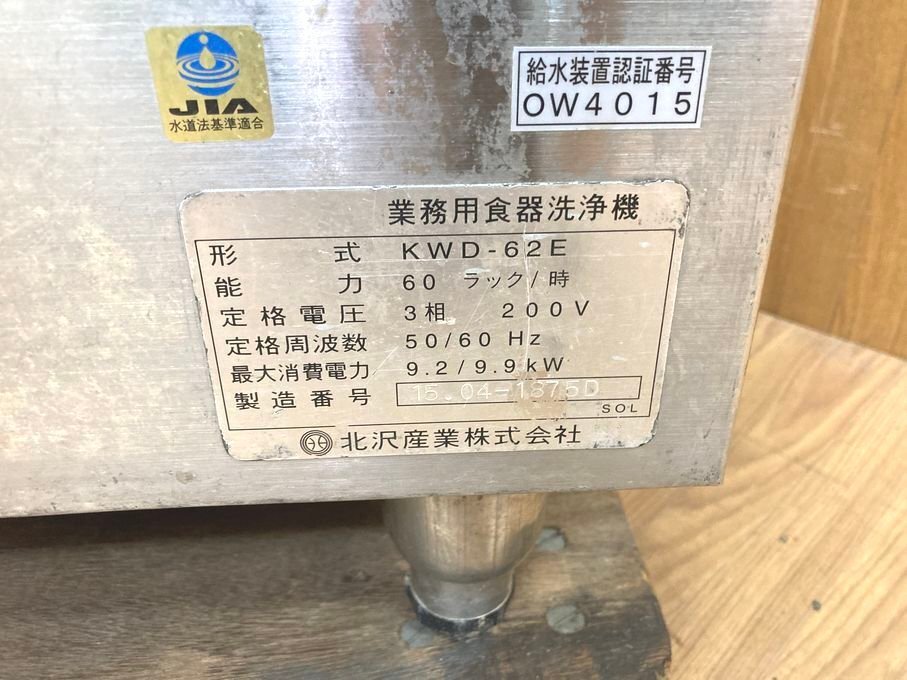 JIA
水道法基準適合
給水装置認証番号
OW4015
業務用食器洗浄機
形式 KWD-62E
能力 60 ラック/時
定格電圧 3相 200V
定格周波数 50/60 Hz
最大消費電力 9.2/9.9kW
製造番号 15.04-1875D
SOL
北沢産業株式会社